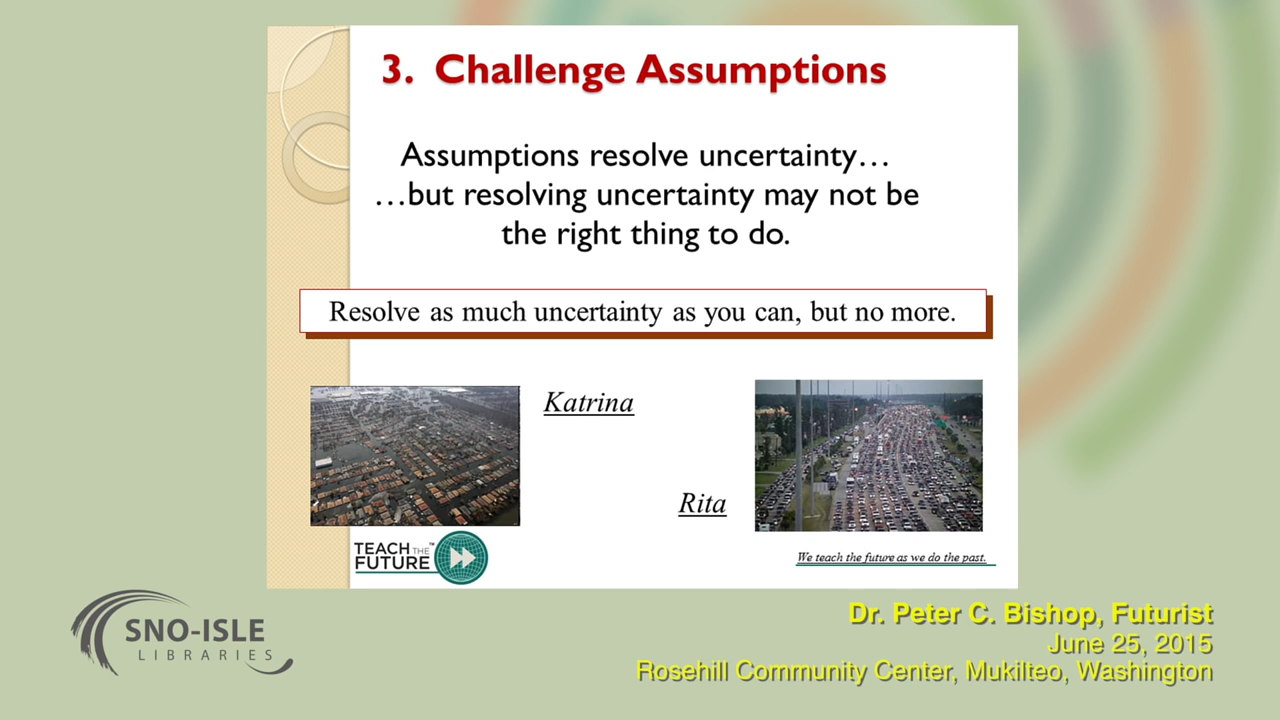 3. Challenge Assumptions
Assumptions resolve uncertainty…
…but resolving uncertainty may not be
the right thing to do.
Resolve as much uncertainty as you can, but no more.
Katrina
Rita
TEACH THE
FUTURE™
We teach the future as we do the past.
SNO-ISLE
LIBRARIES
Dr. Peter C. Bishop, Futurist
June 25, 2015
Rosehill Community Center, Mukilteo, Washington